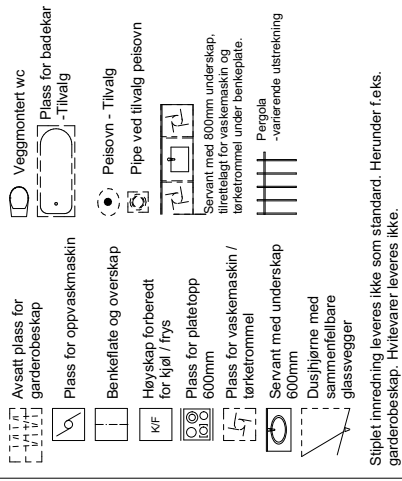 Avsatt plass for
garderobeskap
Plass for oppvaskmaskin
Benkeflate og overskap
K/F
Høyskap forberedt
for kjøl / frys
Plass for platetopp
600mm
Plass for vaskemaskin /
tørketrommel
Servant med underskap
600mm
Dusjhjørne med
sammenfellbare
glassvegger
Veggmontert wc
Plass for badekar
-Tilvalg
Peisovn - Tilvalg
Pipe ved tilvalg peisovn
Servant med 800mm underskap,
tilrettelagt for vaskemaskin og
tørketrommel under benkeplate.
Pergola
-varierende utstrekning
Stiplet innredning leveres ikke som standard. Herunder f.eks.
garderobeskap. Hvitevarer leveres ikke.